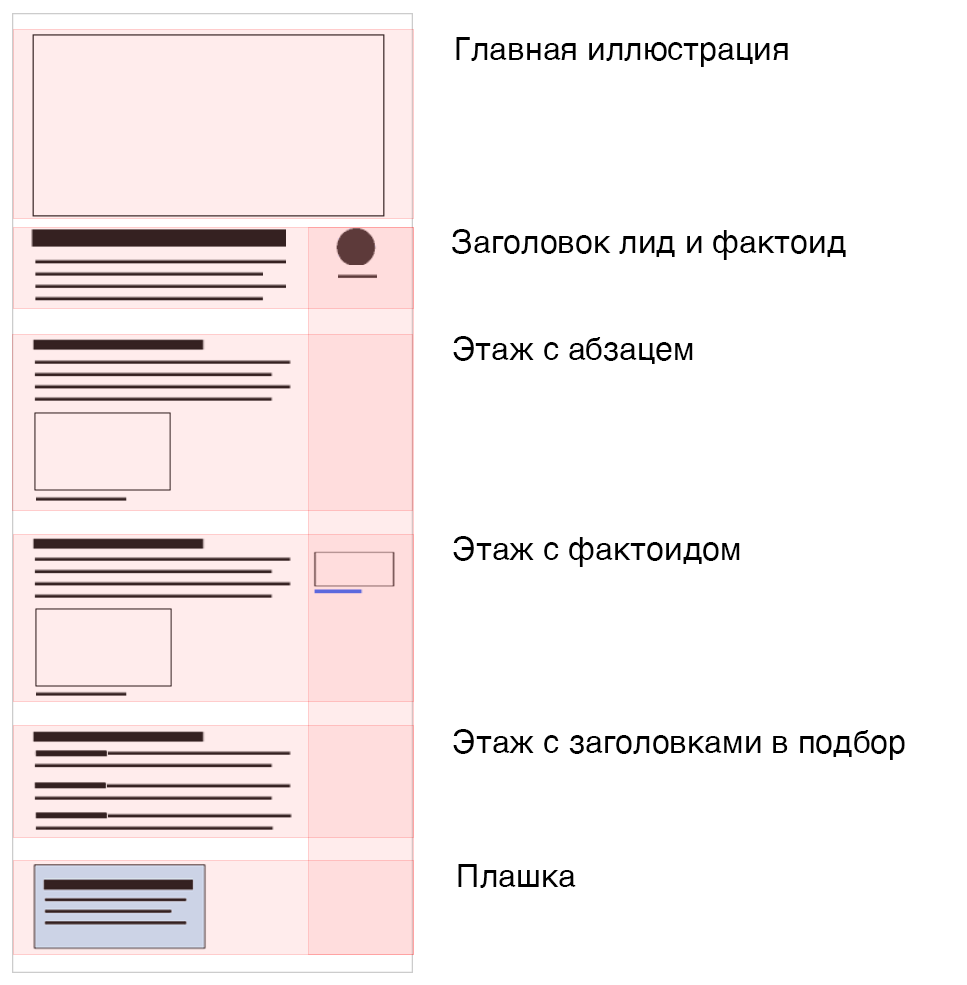 Главная иллюстрация
Заголовок лид и фактоид
Этаж с абзацем
Этаж с фактоидом
Этаж с заголовками в подбор
Плашка